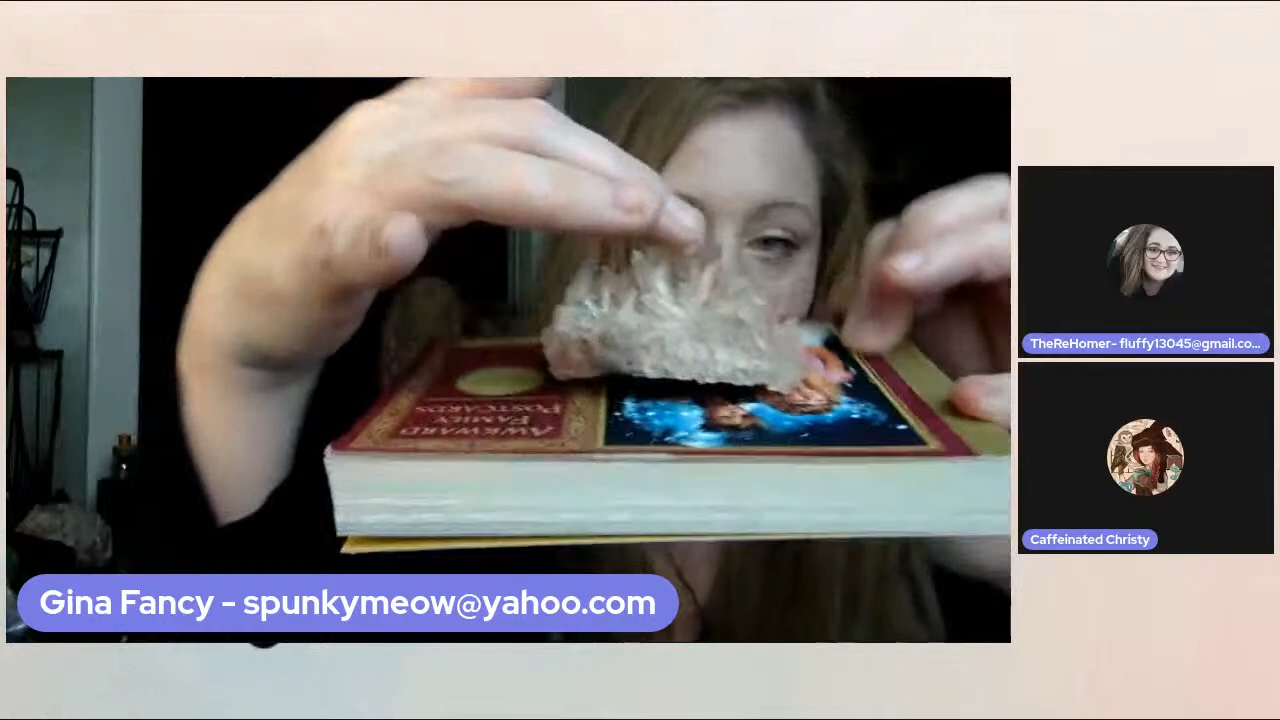 AWKWARD
FAMILY
POSTCARDS
Gina Fancy - spunkymeow@yahoo.com
TheReHomer- fluffy13045@gmail.co...
Caffeinated Christy